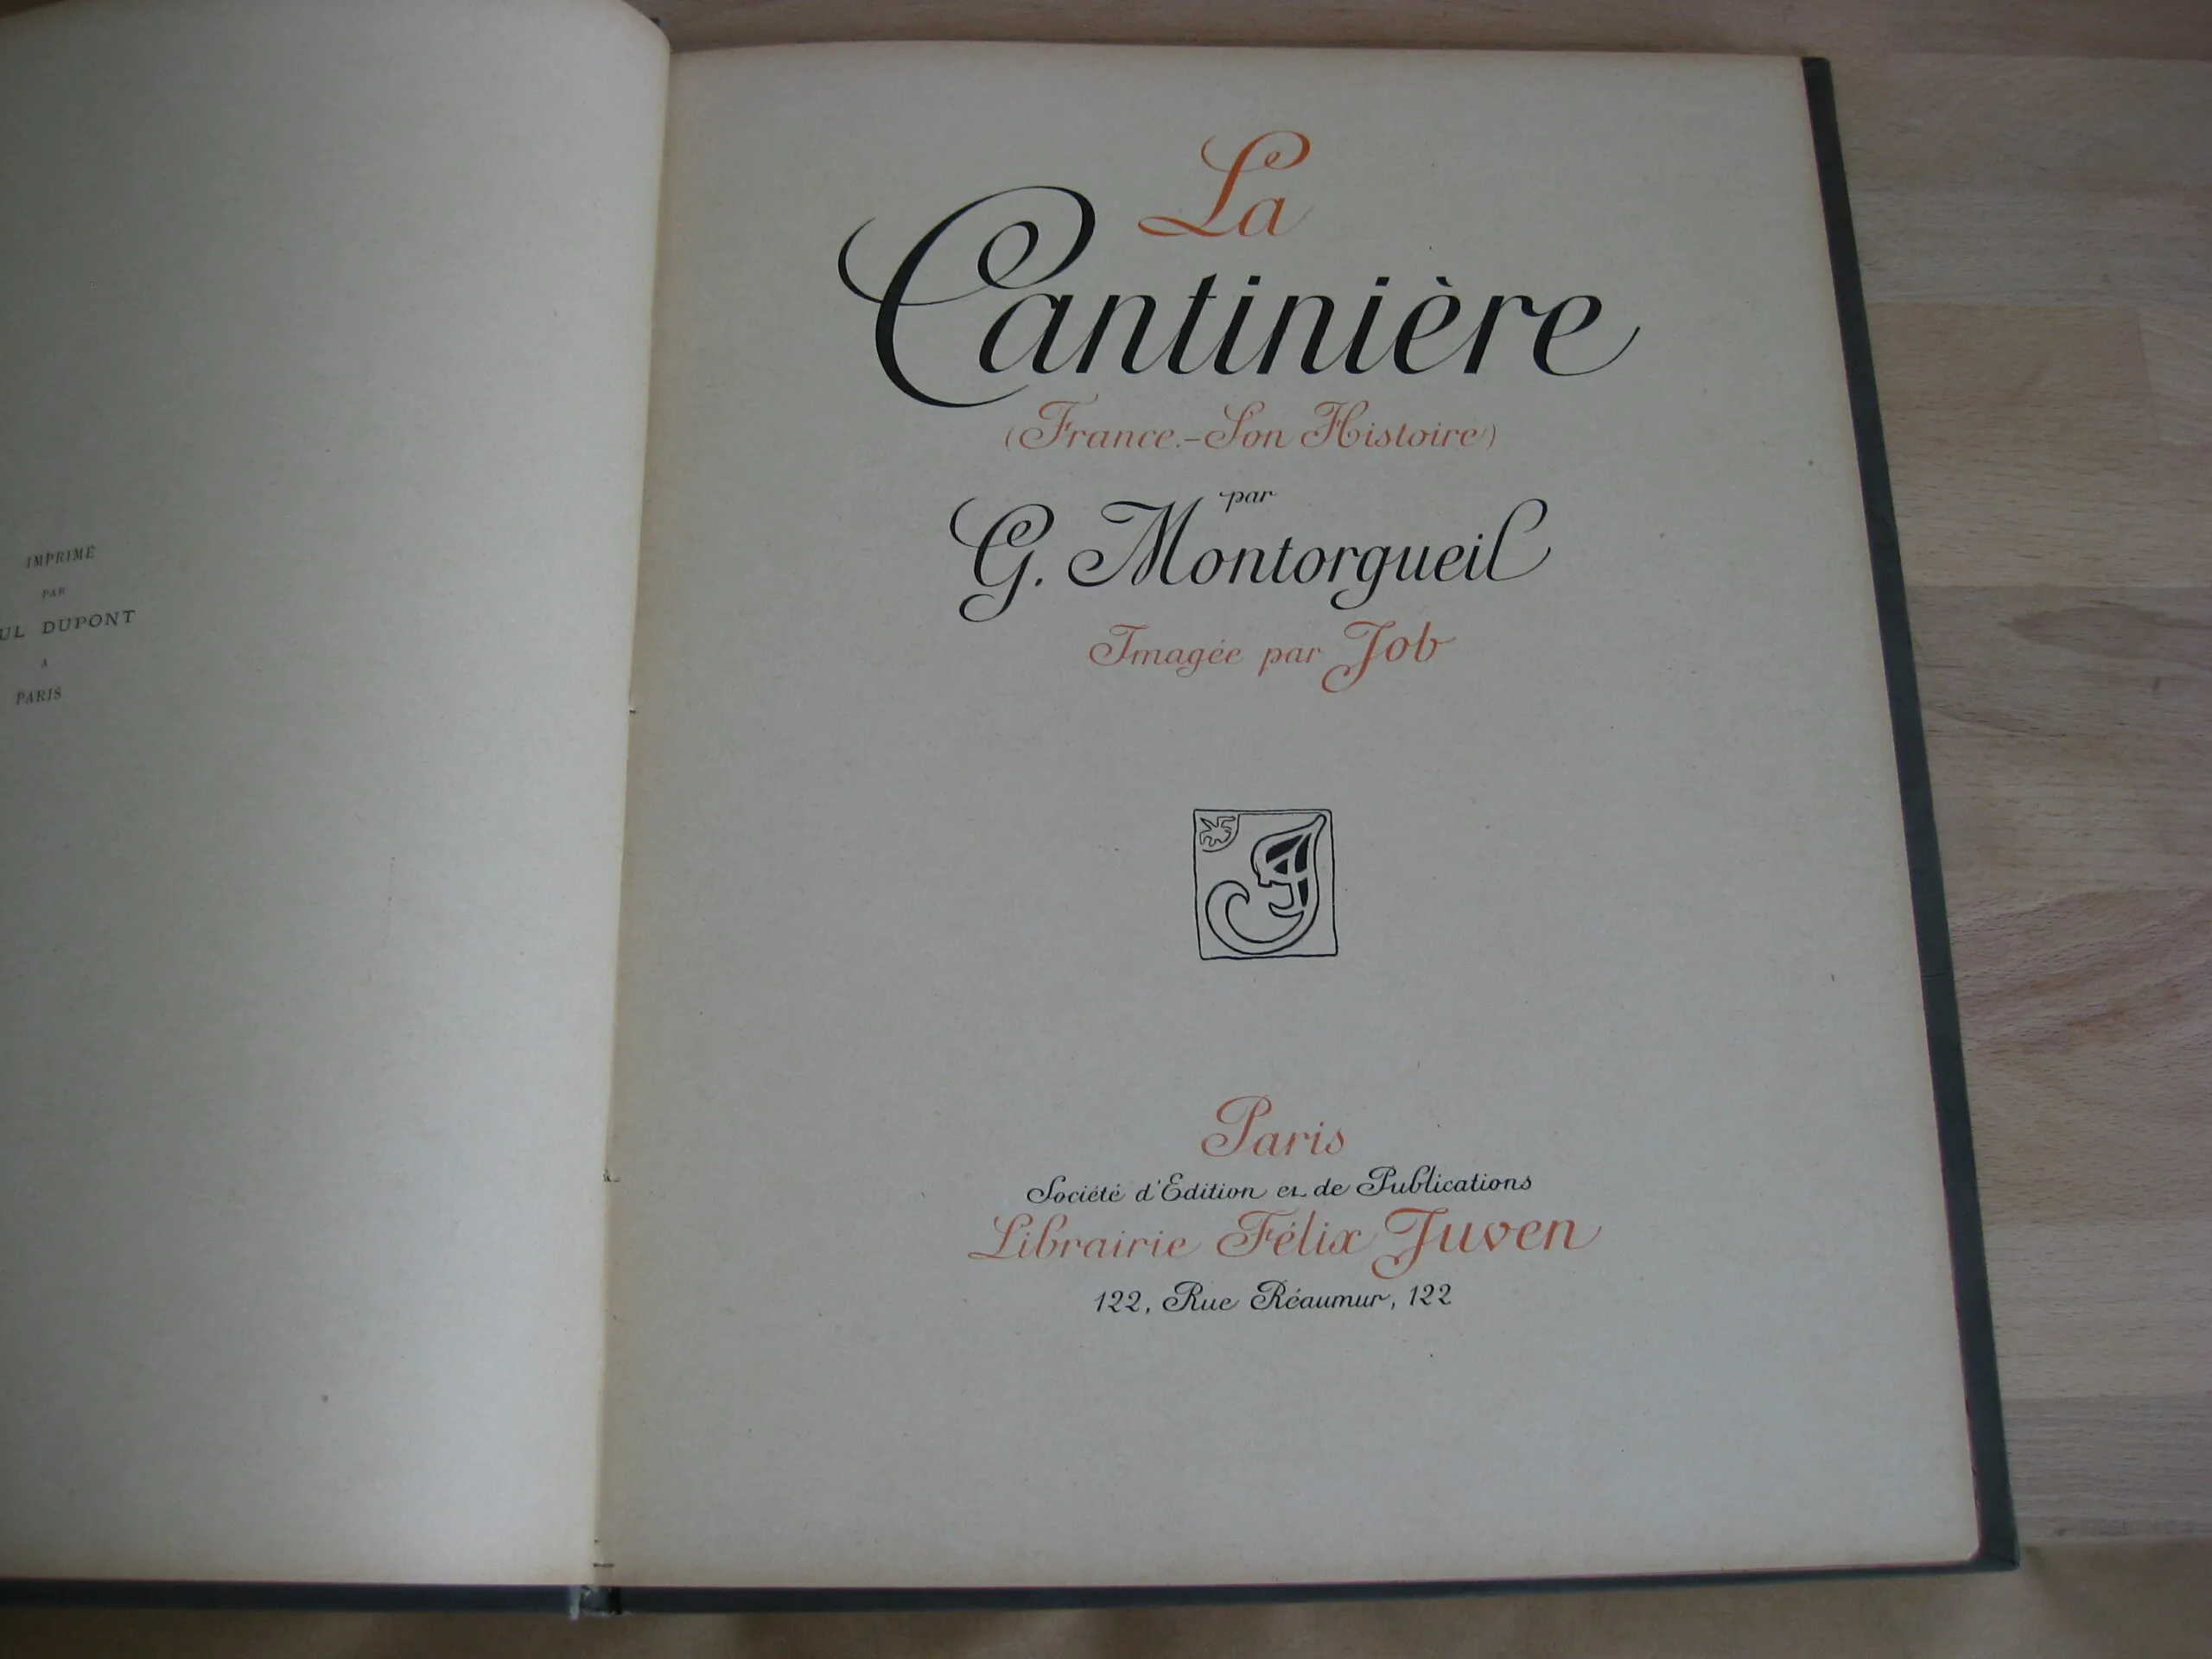 IMPRIMÉ
PAR
UL DUPONT
A
PARIS
La
Cantinière
(France.-Son Histoire)
par
G. Montorgueil
Imagée par Job
Paris
Société d'Edition et de Publications
Librairie Félix Juven
122, Rue Réaumur, 122